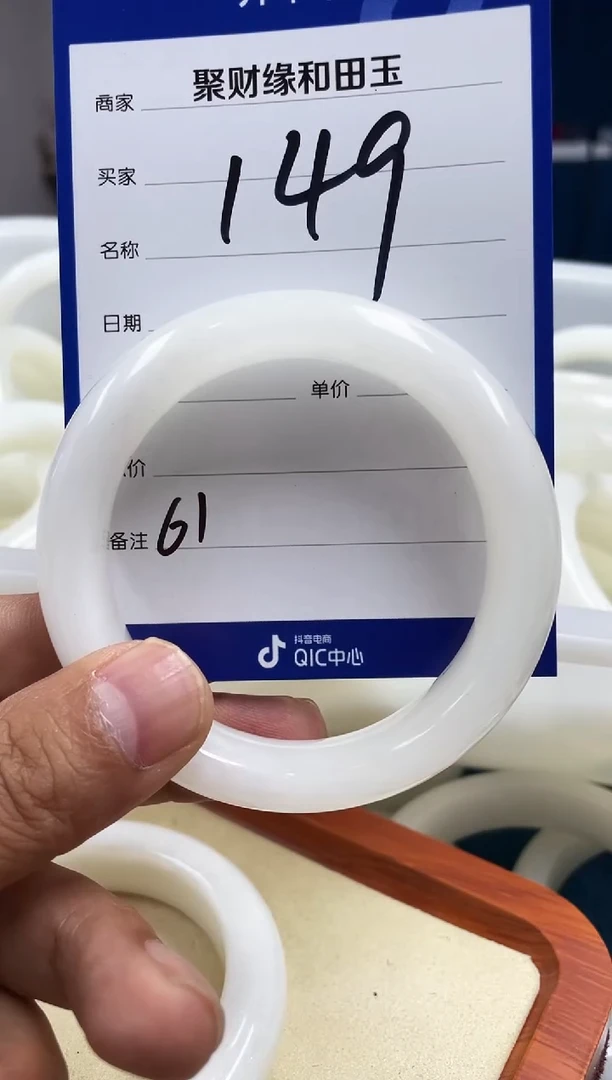 商家 聚财缘和田玉
买家 149
名称
日期
单价
价
备注 61
抖音电商
QIC中心